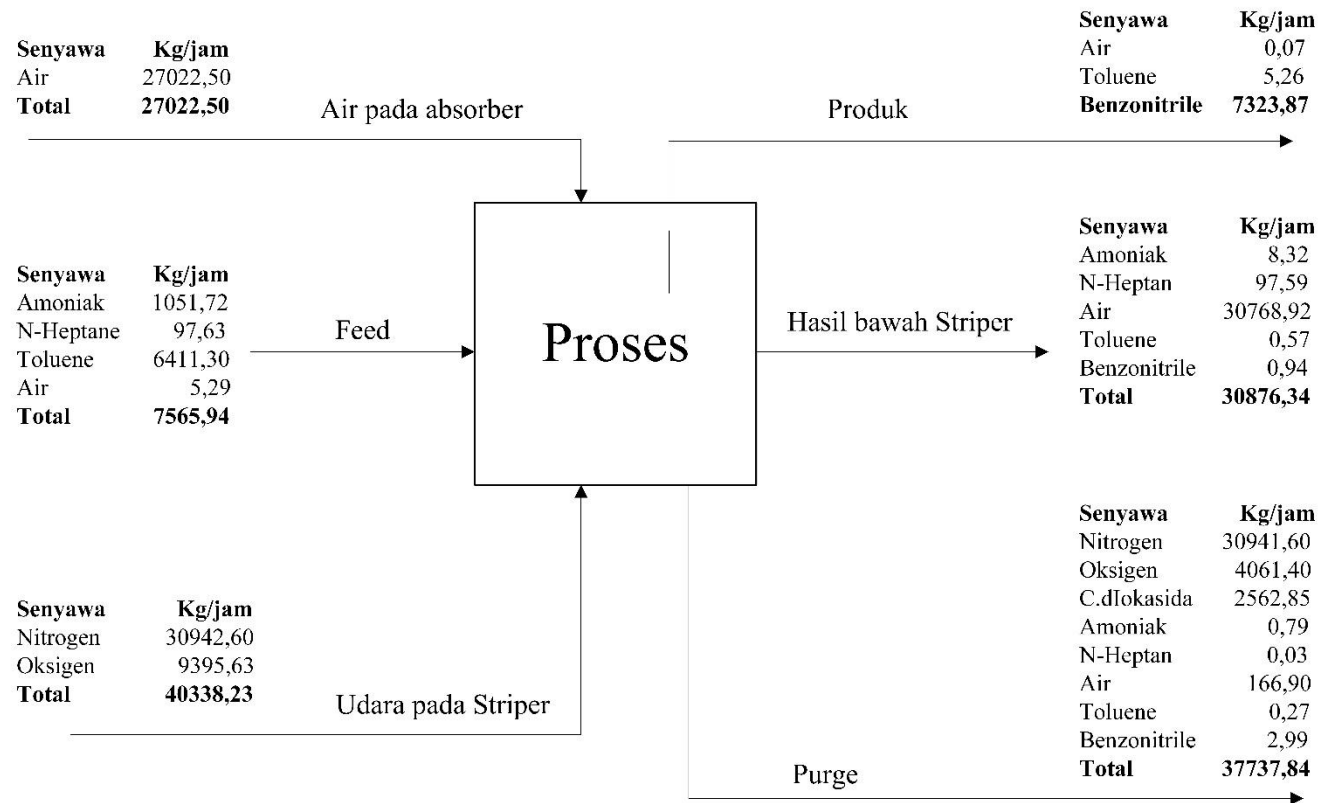 Senyawa Kg/jam
Air 27022,50
Total 27022,50
Air pada absorber
Produk
Senyawa Kg/jam
Air 0,07
Toluene 5,26
Benzonitrile 7323,87
Senyawa Kg/jam
Amoniak 1051,72
N-Heptane 97,63
Toluene 6411,30
Air 5,29
Total 7565,94
Feed
Proses
Hasil bawah Striper
Senyawa Kg/jam
Amoniak 8,32
N-Heptan 97,59
Air 30768,92
Toluene 0,57
Benzonitrile 0,94
Total 30876,34
Senyawa Kg/jam
Nitrogen 30942,60
Oksigen 9395,63
Total 40338,23
Udara pada Striper
Purge
Senyawa Kg/jam
Nitrogen 30941,60
Oksigen 4061,40
C.dIokasida 2562,85
Amoniak 0,79
N-Heptan 0,03
Air 166,90
Toluene 0,27
Benzonitrile 2,99
Total 37737,84